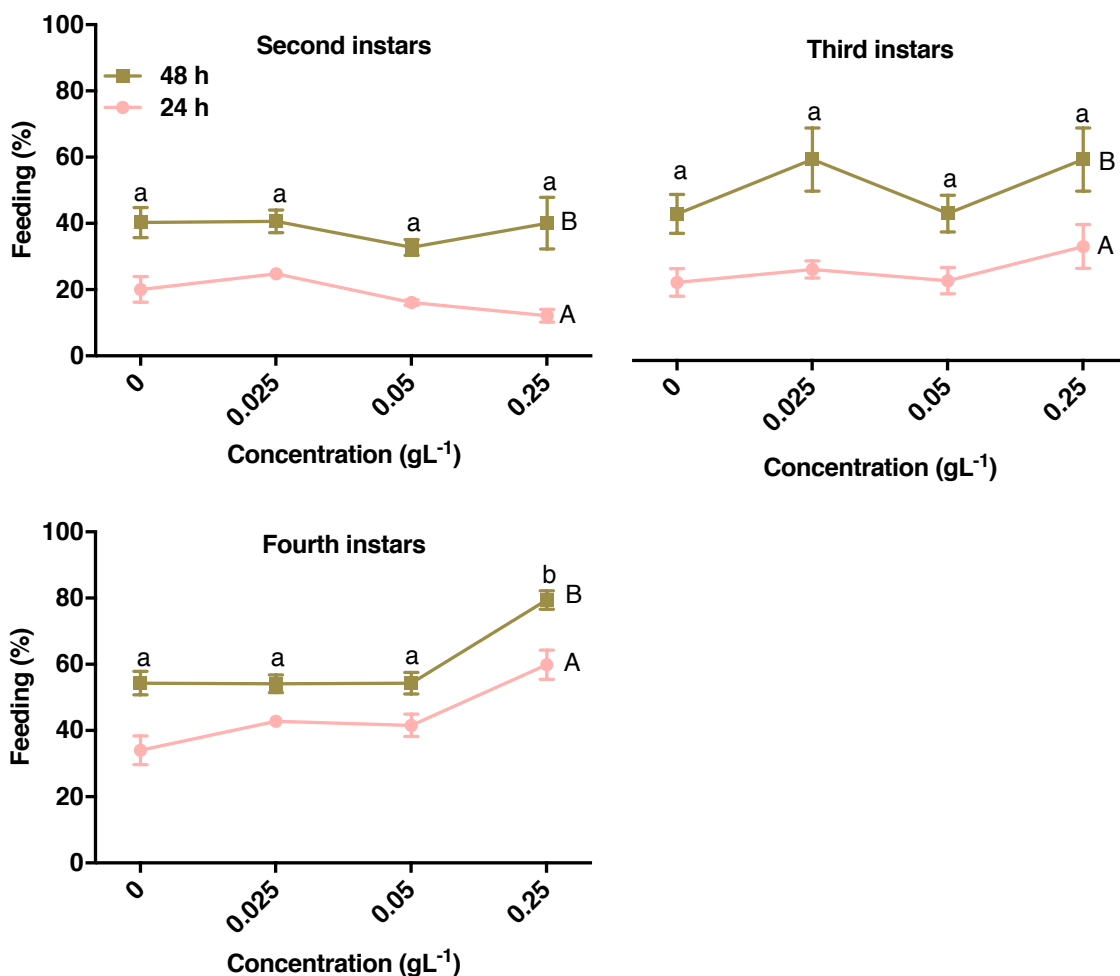 Second instars
48 h
24 h
Feeding (%)
100
80
60
40
20
0
a
a
a
a
B
A
0
0.025
0.05
0.25
Concentration (gL⁻¹)
Third instars
a
a
a
a
B
A
0
0.025
0.05
0.25
Concentration (gL⁻¹)
Fourth instars
Feeding (%)
100
80
60
40
20
0
a
a
a
b
B
A
0
0.025
0.05
0.25
Concentration (gL⁻¹)